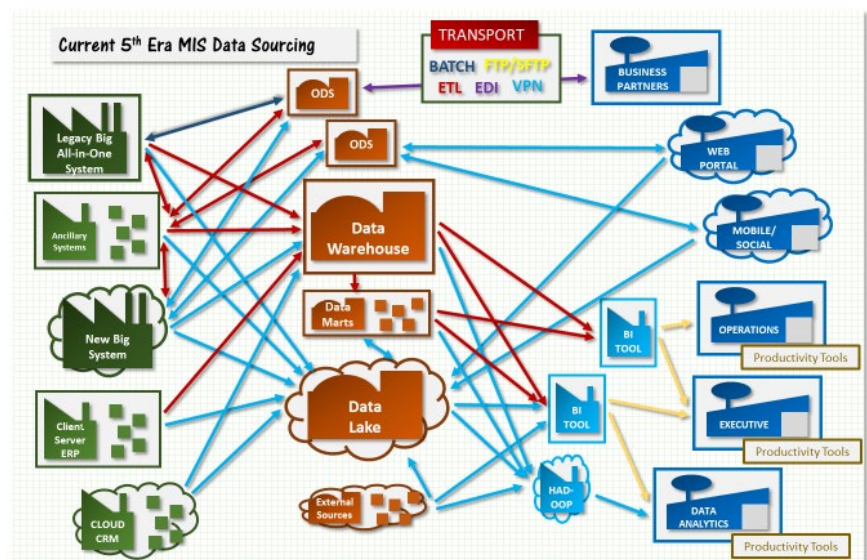 Current 5th Era MIS Data Sourcing
TRANSPORT
BATCH FTP/SFTP
ETL EDI VPN
BUSINESS
PARTNERS
ODS
Legacy Big
All-in-One
System
ODS
WEB
PORTAL
Ancillary
Systems
Data
Warehouse
MOBILE/
SOCIAL
New Big
System
Data
Marts
BI
TOOL
OPERATIONS
Productivity Tools
Client
Server
ERP
Data
Lake
BI
TOOL
EXECUTIVE
Productivity Tools
CLOUD
CRM
External
Sources
HAD-
OOP
DATA
ANALYTICS
Productivity Tools